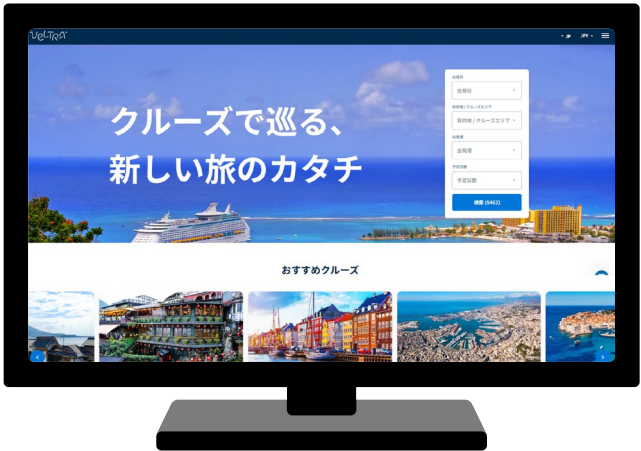 VELTRA
JP
JPY
クルーズで巡る、
新しい旅のカタチ
出発日
出発日
目的地 / クルーズエリア
目的地 / クルーズエリア
出発港
出発港
予定日数
予定日数
検索 (5462)
おすすめクルーズ